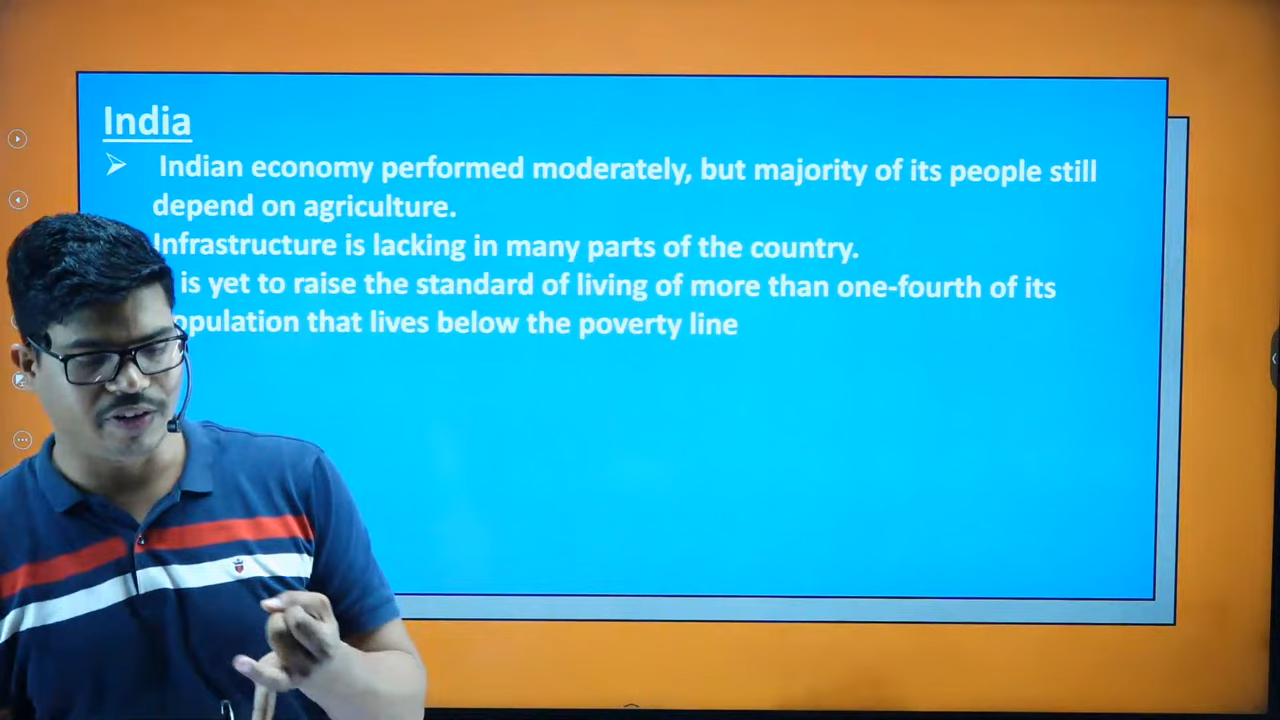 India
Indian economy performed moderately, but majority of its people still
depend on agriculture.
Infrastructure is lacking in many parts of the country.
is yet to raise the standard of living of more than one-fourth of its
population that lives below the poverty line